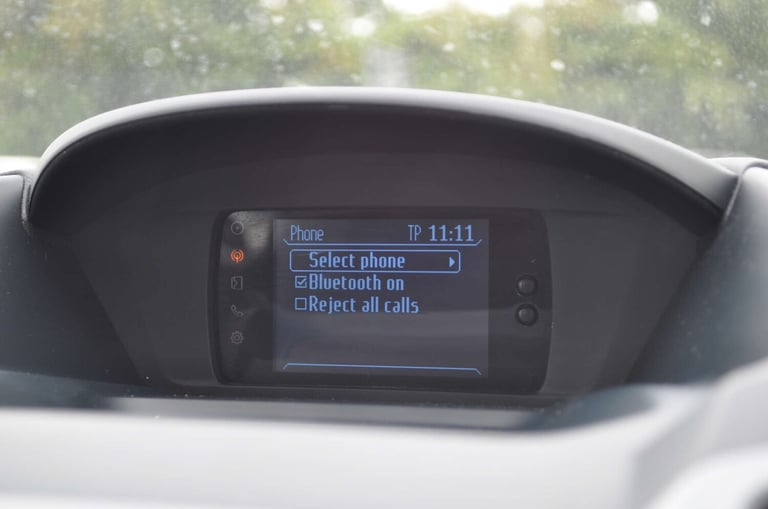 Phone TP 11:11
Select phone
Bluetooth on
Reject all calls